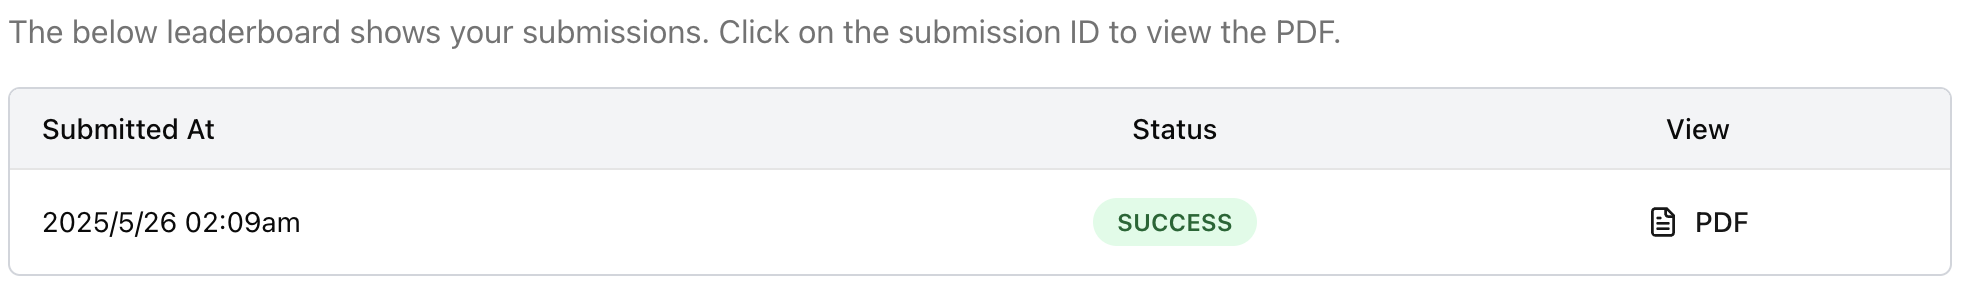 The below leaderboard shows your submissions. Click on the submission ID to view the PDF.
Submitted At Status View
2025/5/26 02:09am SUCCESS PDF